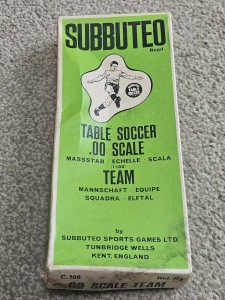 SUBBUTEO
Regd.
TABLE SOCCER
.00 SCALE
MASSSTAB - ECHELLE - SCALA
TEAM
MANNSCHAFT EQUIPE
SQUADRA ELFTAL
by
SUBBUTEO SPORTS GAMES LTD
TUNBRIDGE WELLS
KENT. ENGLAND
C.100
00 SCALE TEAM